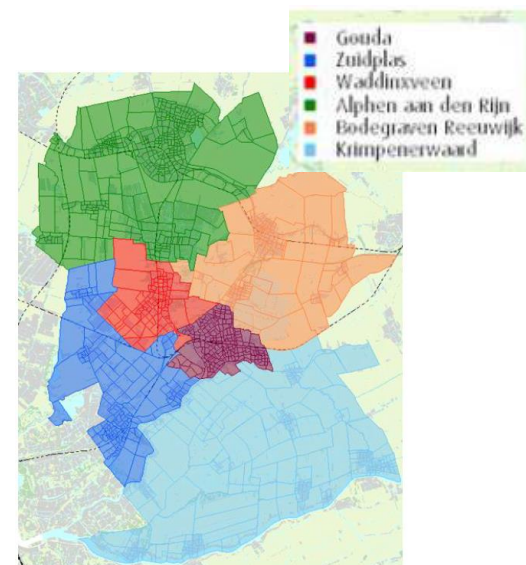 Gouda
Zuidplas
Waddinxveen
Alphen aan den Rijn
Bodegraven Reeuwijk
Krimpenerwaard